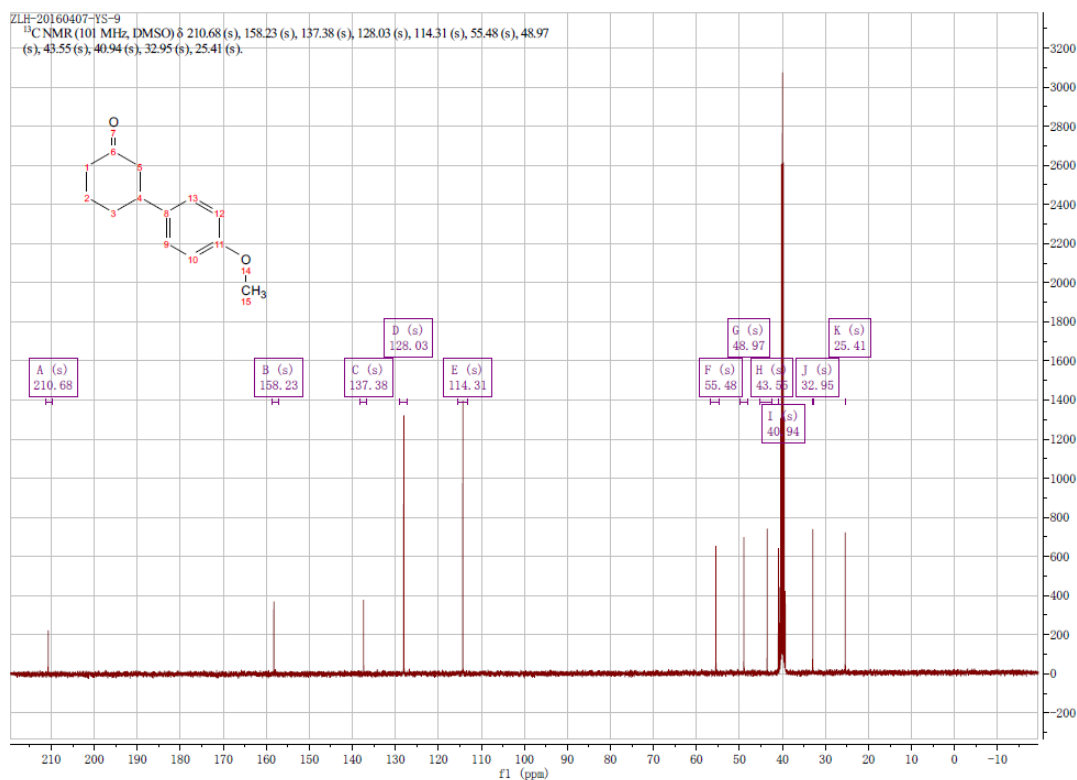 ZLH-20160407-YS-9
13C NMR (101 MHz, DMSO) δ 210.68 (s), 158.23 (s), 137.38 (s), 128.03 (s), 114.31 (s), 55.48 (s), 48.97
(s), 43.55 (s), 40.94 (s), 32.95 (s), 25.41 (s).
O
7
6
1
5
2
4
3
8
13
12
9
11
10
O
14
CH3
15
D (s)
128.03
G (s)
48.97
K (s)
25.41
A (s)
210.68
B (s)
158.23
C (s)
137.38
E (s)
114.31
F (s)
55.48
H (s)
43.55
J (s)
32.95
I (s)
40.94
3200
3000
2800
2600
2400
2200
2000
1800
1600
1400
1200
1000
800
600
400
200
0
-200
210 200 190 180 170 160 150 140 130 120 110 100 90 80 70 60 50 40 30 20 10 0 -10
f1 (ppm)